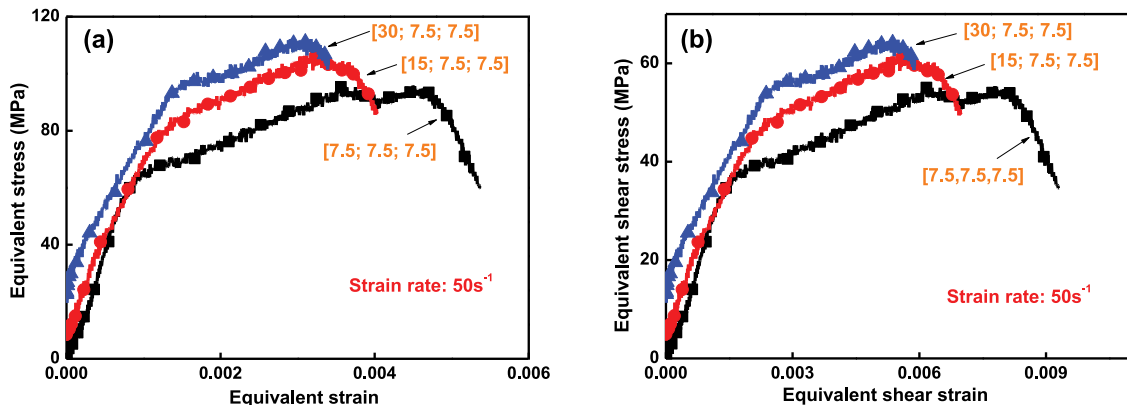 (a)
[30; 7.5; 7.5]
[15; 7.5; 7.5]
[7.5; 7.5; 7.5]
Strain rate: 50s⁻¹
Equivalent stress (MPa)
120
80
40
0
0.000
0.002
0.004
0.006
Equivalent strain
(b)
[30; 7.5; 7.5]
[15; 7.5; 7.5]
[7.5,7.5,7.5]
Strain rate: 50s⁻¹
Equivalent shear stress (MPa)
60
40
20
0
0.000
0.003
0.006
0.009
Equivalent shear strain